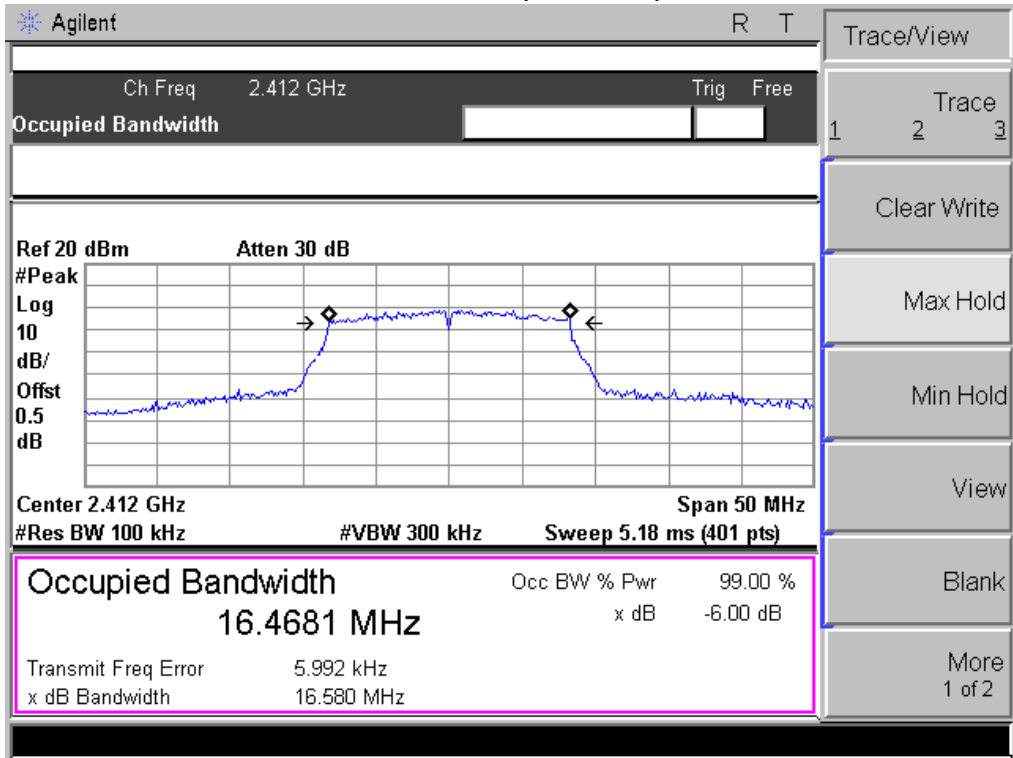 Agilent R T
Trace/View
Ch Freq 2.412 GHz Trig Free
Occupied Bandwidth
Trace
1 2 3
Clear Write
Max Hold
Min Hold
View
Blank
More
1 of 2
Ref 20 dBm Atten 30 dB
#Peak
Log
10
dB/
Offst
0.5
dB
Center 2.412 GHz Span 50 MHz
#Res BW 100 kHz #VBW 300 kHz Sweep 5.18 ms (401 pts)
Occupied Bandwidth Occ BW % Pwr 99.00 %
16.4681 MHz x dB -6.00 dB
Transmit Freq Error 5.992 kHz
x dB Bandwidth 16.580 MHz